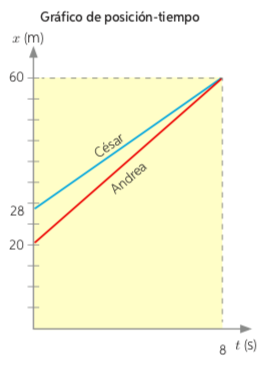 Gráfico de posición-tiempo
x (m)
60
César
Andrea
28
20
8 t (s)